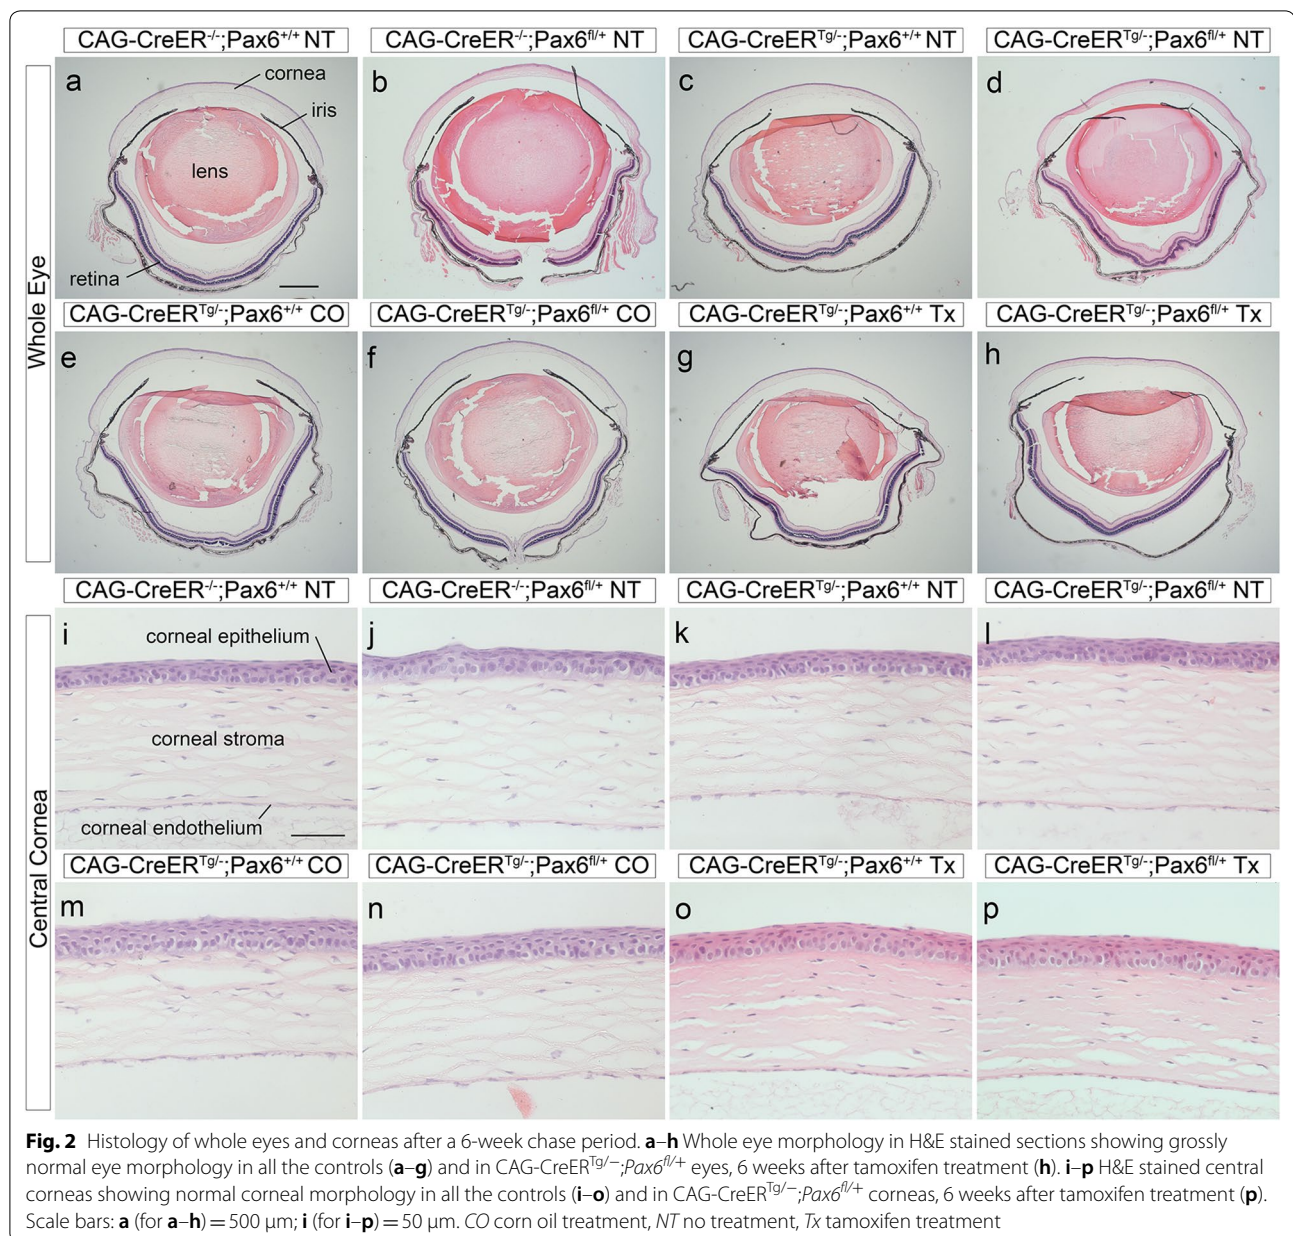 CAG-CreER-/-;Pax6+/+ NT
CAG-CreER-/-;Pax6fl/+ NT
CAG-CreERTg/-;Pax6+/+ NT
CAG-CreERTg/-;Pax6fl/+ NT
Whole Eye
a
cornea
iris
lens
retina
b
c
d
CAG-CreERTg/-;Pax6+/+ CO
CAG-CreERTg/-;Pax6fl/+ CO
CAG-CreERTg/-;Pax6+/+ Tx
CAG-CreERTg/-;Pax6fl/+ Tx
e
f
g
h
CAG-CreER-/-;Pax6+/+ NT
CAG-CreER-/-;Pax6fl/+ NT
CAG-CreERTg/-;Pax6+/+ NT
CAG-CreERTg/-;Pax6fl/+ NT
Central Cornea
i
corneal epithelium
corneal stroma
corneal endothelium
j
k
l
CAG-CreERTg/-;Pax6+/+ CO
CAG-CreERTg/-;Pax6fl/+ CO
CAG-CreERTg/-;Pax6+/+ Tx
CAG-CreERTg/-;Pax6fl/+ Tx
m
n
o
p
Fig. 2 Histology of whole eyes and corneas after a 6-week chase period. a–h Whole eye morphology in H&E stained sections showing grossly
normal eye morphology in all the controls (a–g) and in CAG-CreERTg/−;Pax6fl/+ eyes, 6 weeks after tamoxifen treatment (h). i–p H&E stained central
corneas showing normal corneal morphology in all the controls (i–o) and in CAG-CreERTg/−;Pax6fl/+ corneas, 6 weeks after tamoxifen treatment (p).
Scale bars: a (for a–h) = 500 μm; i (for i–p) = 50 μm. CO corn oil treatment, NT no treatment, Tx tamoxifen treatment